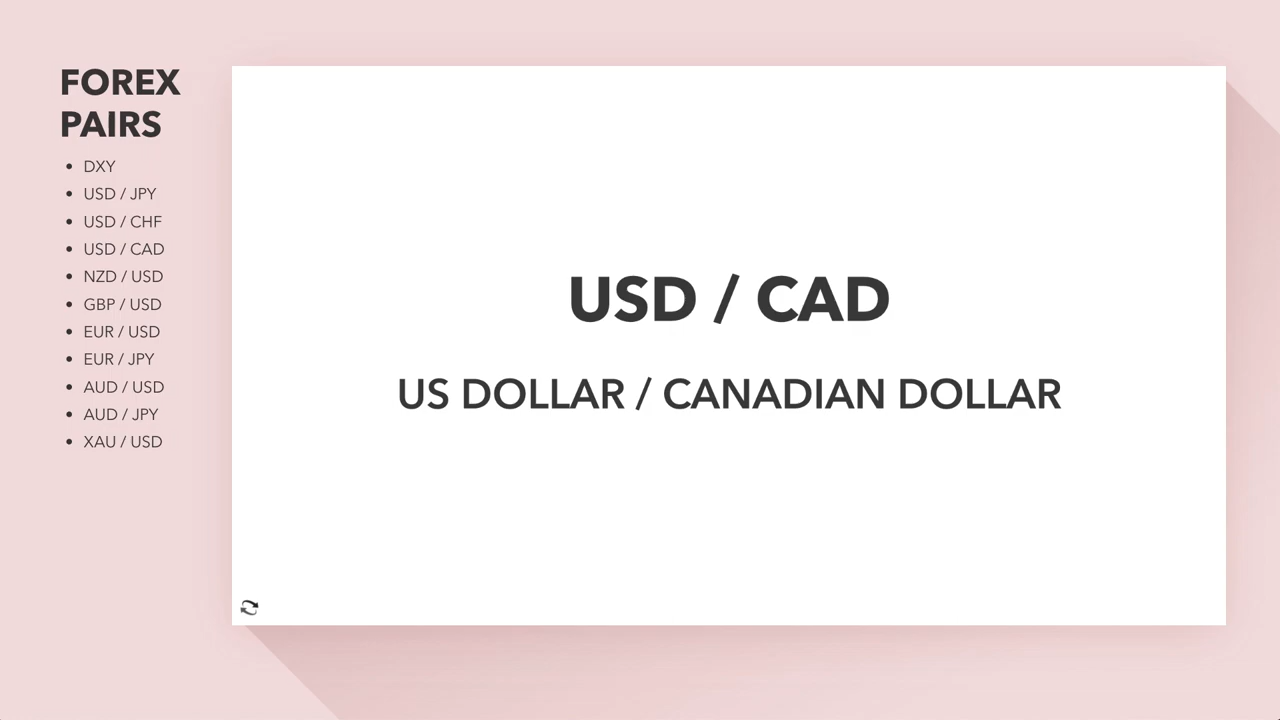 FOREX
PAIRS
DXY
USD / JPY
USD / CHF
USD / CAD
NZD / USD
GBP / USD
EUR / USD
EUR / JPY
AUD / USD
AUD / JPY
XAU / USD
USD / CAD
US DOLLAR / CANADIAN DOLLAR